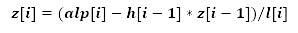 z[i] = (alp[i] − h[i − 1] * z[i − 1])/l[i]